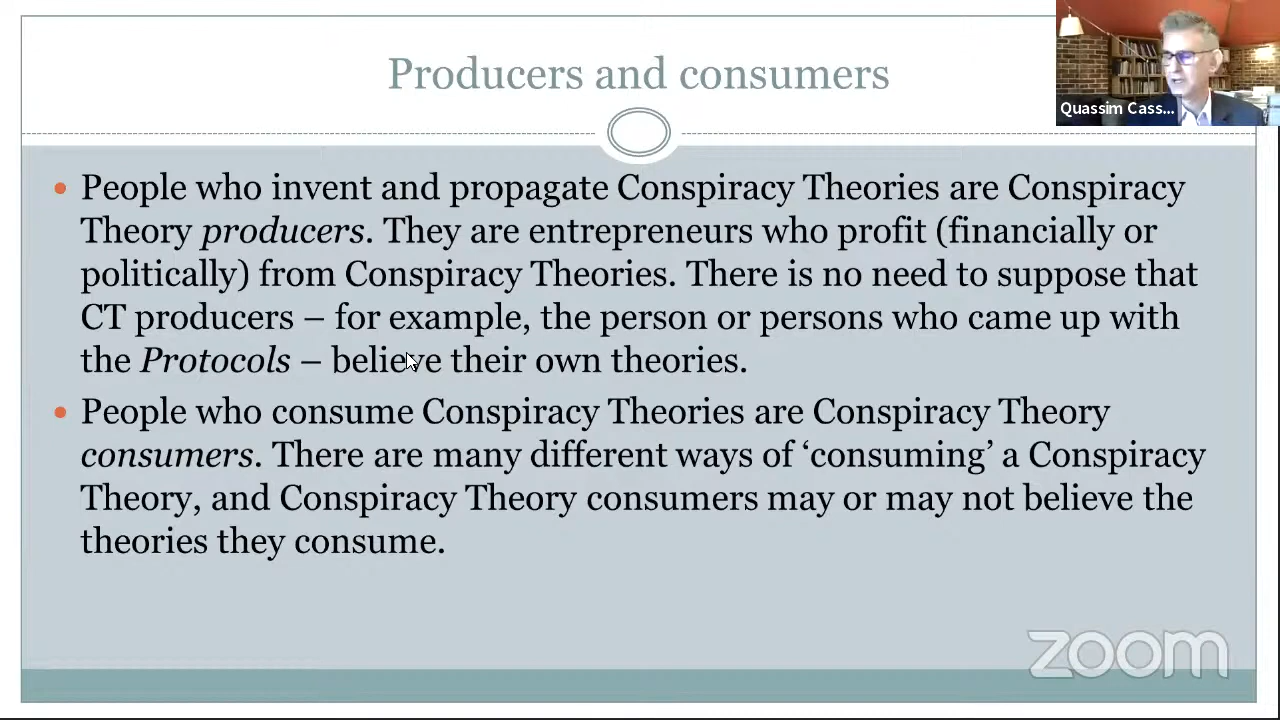 Producers and consumers
Quassim Cass...
People who invent and propagate Conspiracy Theories are Conspiracy
Theory producers. They are entrepreneurs who profit (financially or
politically) from Conspiracy Theories. There is no need to suppose that
CT producers – for example, the person or persons who came up with
the Protocols – believe their own theories.
People who consume Conspiracy Theories are Conspiracy Theory
consumers. There are many different ways of ‘consuming’ a Conspiracy
Theory, and Conspiracy Theory consumers may or may not believe the
theories they consume.
zoom